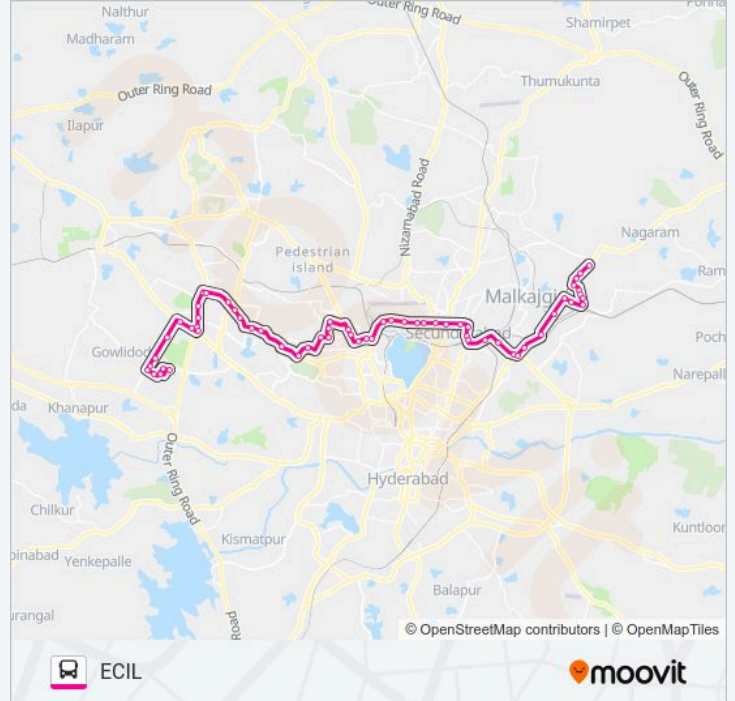 Nalthur
Madharam
Outer Ring Road
Shamirpet
Outer Ring Road
Thumukunta
Ilapur
Outer Ring Road
Nizamabad Road
Nagaram
Pedestrian
island
Ram
Malkajgi
Secunderabad
Gowlidod
Poch
Narepall
da
Khanapur
Outer Ring Road
Hyderabad
Chilkur
Kismatpur
Kuntloor
pinabad
Yenkepalle
Balapur
urangal
Road
© OpenStreetMap contributors | © OpenMapTiles
ECIL
moovit